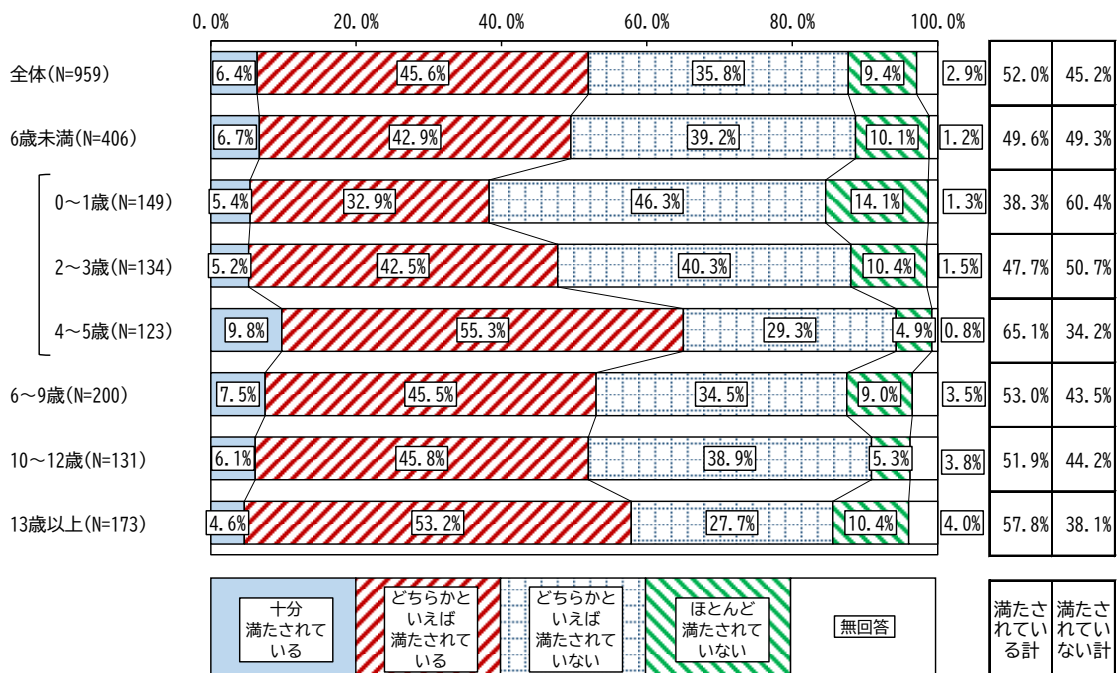 0.0% 20.0% 40.0% 60.0% 80.0% 100.0%
全体(N=959) 6.4% 45.6% 35.8% 9.4% 2.9% 52.0% 45.2%
6歳未満(N=406) 6.7% 42.9% 39.2% 10.1% 1.2% 49.6% 49.3%
0～1歳(N=149) 5.4% 32.9% 46.3% 14.1% 1.3% 38.3% 60.4%
2～3歳(N=134) 5.2% 42.5% 40.3% 10.4% 1.5% 47.7% 50.7%
4～5歳(N=123) 9.8% 55.3% 29.3% 4.9% 0.8% 65.1% 34.2%
6～9歳(N=200) 7.5% 45.5% 34.5% 9.0% 3.5% 53.0% 43.5%
10～12歳(N=131) 6.1% 45.8% 38.9% 5.3% 3.8% 51.9% 44.2%
13歳以上(N=173) 4.6% 53.2% 27.7% 10.4% 4.0% 57.8% 38.1%
十分
満たされて
いる
どちらかと
いえば
満たされて
いる
どちらかと
いえば
満たされて
いない
ほとんど
満たされて
いない
無回答
満たさ
れてい
る計
満たさ
れてい
ない計